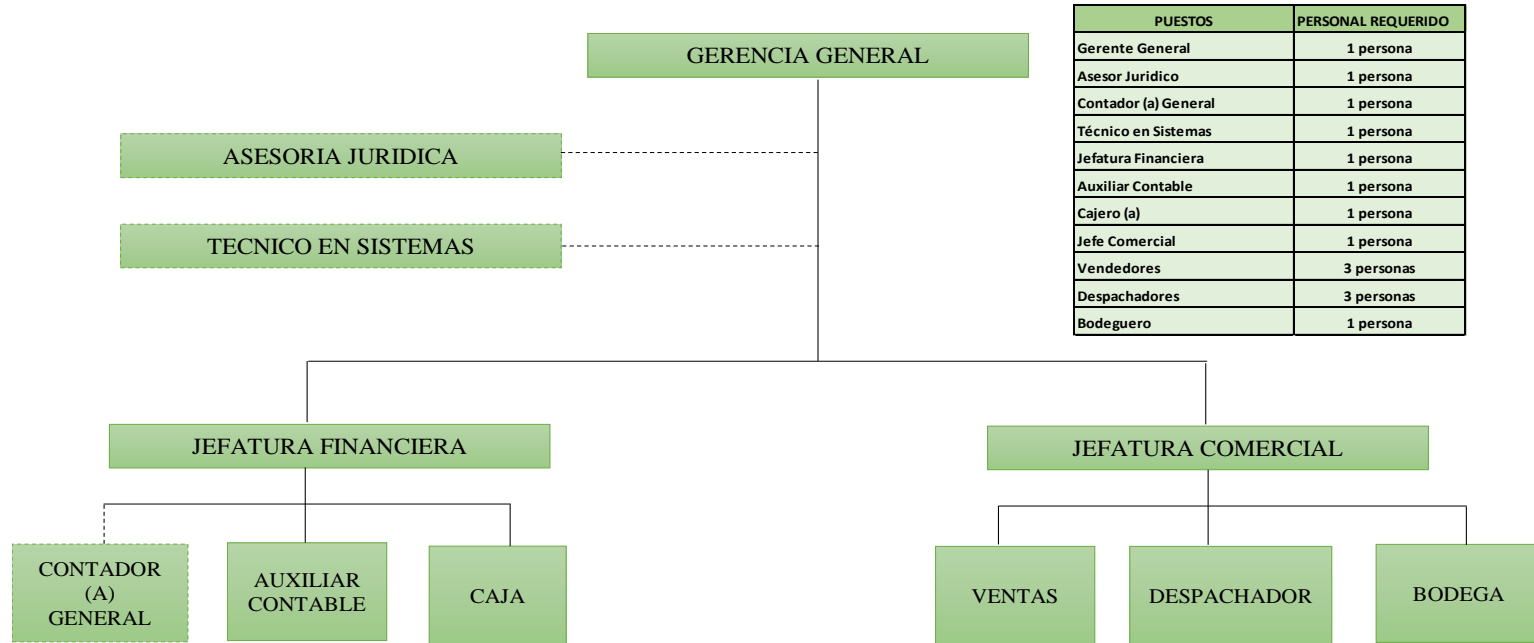 GERENCIA GENERAL
ASESORIA JURIDICA
TECNICO EN SISTEMAS
PUESTOS PERSONAL REQUERIDO
Gerente General 1 persona
Asesor Juridico 1 persona
Contador (a) General 1 persona
Técnico en Sistemas 1 persona
Jefatura Financiera 1 persona
Auxiliar Contable 1 persona
Cajero (a) 1 persona
Jefe Comercial 1 persona
Vendedores 3 personas
Despachadores 3 personas
Bodeguero 1 persona
JEFATURA FINANCIERA
JEFATURA COMERCIAL
CONTADOR
(A)
GENERAL
AUXILIAR
CONTABLE
CAJA
VENTAS
DESPACHADOR
BODEGA